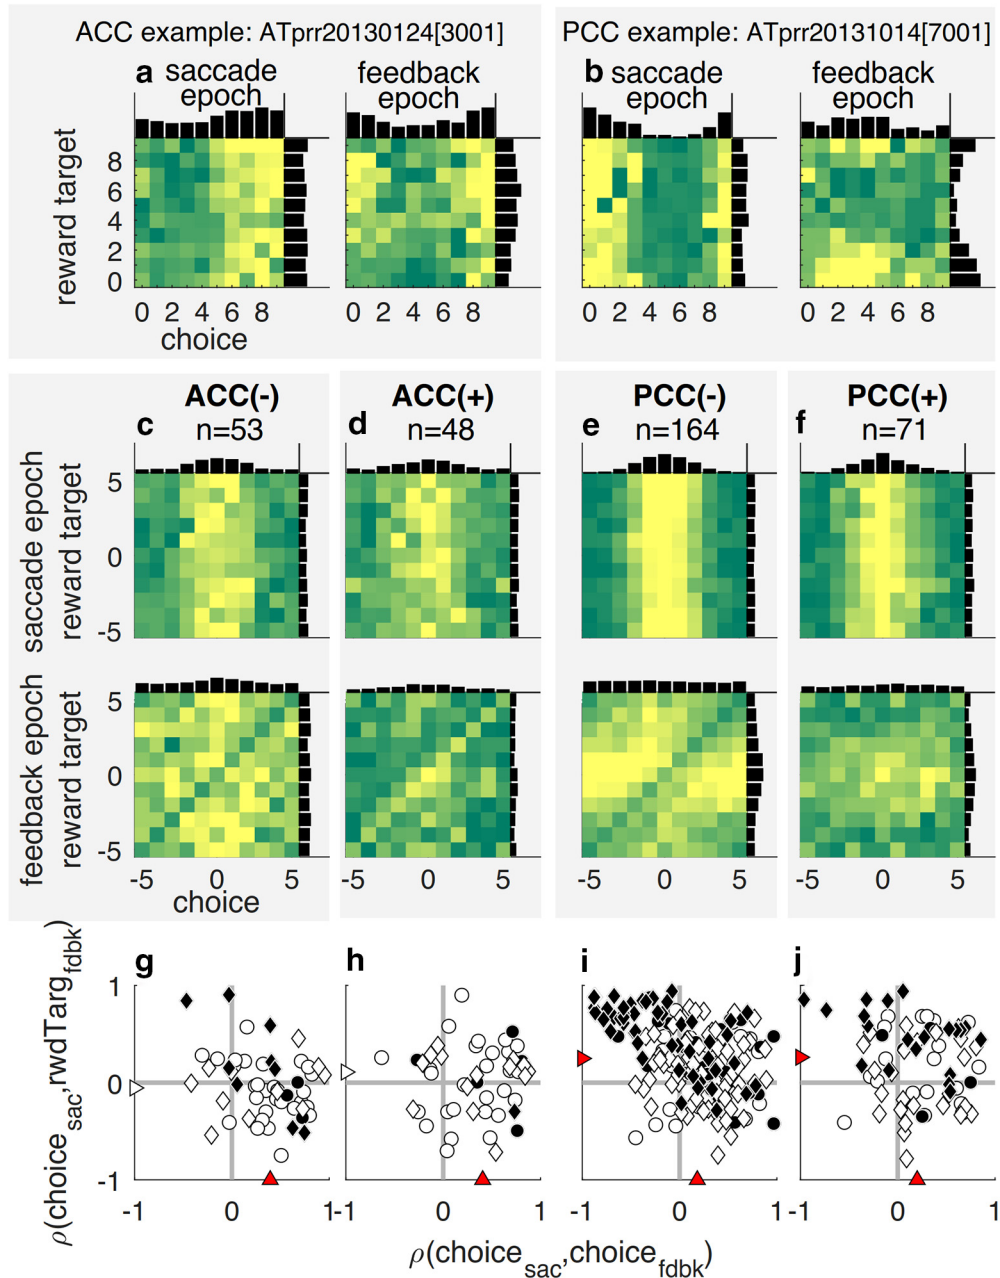 ACC example: ATprr20130124[3001]
PCC example: ATprr20131014[7001]
a saccade epoch
feedback epoch
b saccade epoch
feedback epoch
reward target
8
6
4
2
0
0 2 4 6 8
0 2 4 6 8
0 2 4 6 8
0 2 4 6 8
choice
ACC(-)
ACC(+)
PCC(-)
PCC(+)
c n=53
d n=48
e n=164
f n=71
saccade epoch
reward target
5
0
-5
feedback epoch
reward target
5
0
-5
-5 0 5
-5 0 5
-5 0 5
-5 0 5
choice
g
h
i
j
ρ(choice_sac,rwdTarg_fdbk)
1
0
-1
-1 0 1
-1 0 1
-1 0 1
-1 0 1
ρ(choice_sac,choice_fdbk)